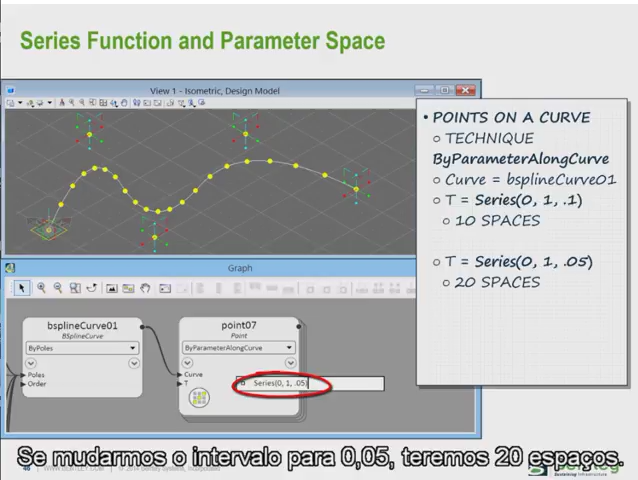 Series Function and Parameter Space
View 1 - Isometric, Design Model
• POINTS ON A CURVE
○ TECHNIQUE
ByParameterAlongCurve
○ Curve = bsplineCurve01
○ T = Series(0, 1, .1)
○ 10 SPACES
○ T = Series(0, 1, .05)
○ 20 SPACES
Graph
bsplineCurve01
BSplineCurve
ByPoles
Poles
Order
point07
Point
ByParameterAlongCurve
Curve
T
Series(0, 1, .05)
Se mudarmos o intervalo para 0,05, teremos 20 espaços.